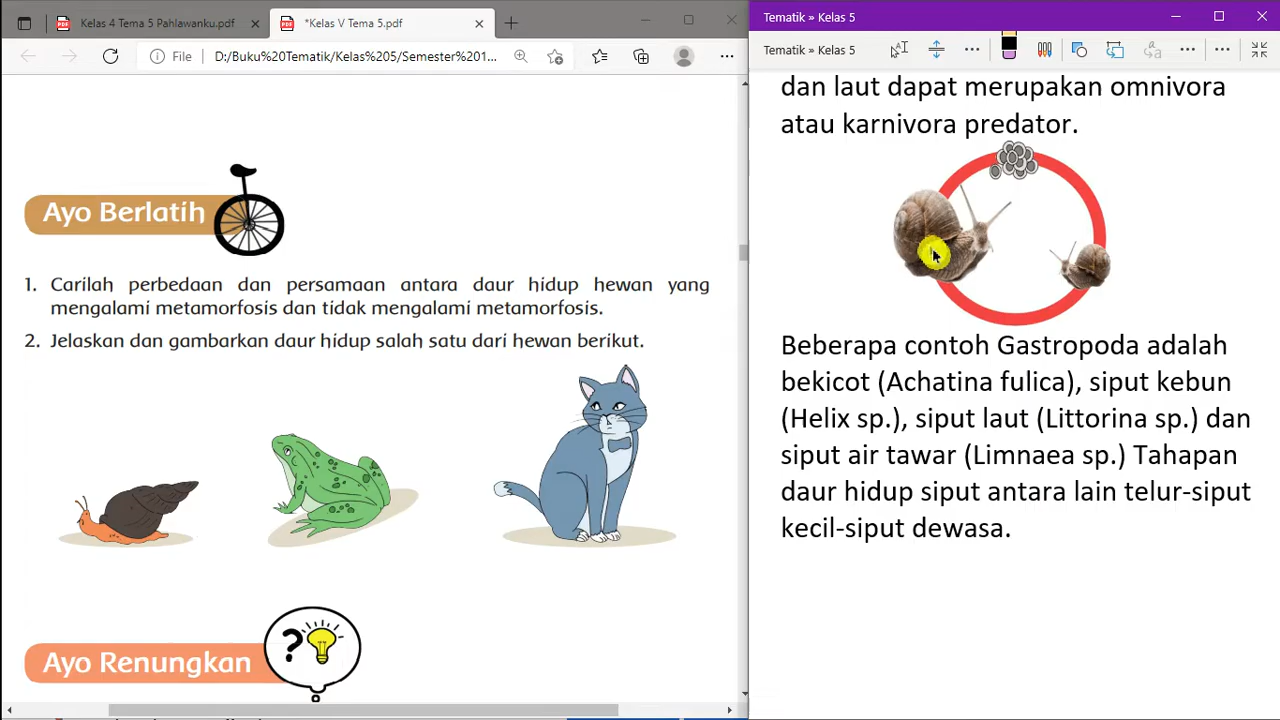 Kelas 4 Tema 5 Pahlawanku.pdf
*Kelas V Tema 5.pdf
Tematik » Kelas 5
File
D:/Buku%20Tematik/Kelas%205/Semester%201...
Tematik » Kelas 5
Ayo Berlatih
1. Carilah perbedaan dan persamaan antara daur hidup hewan yang
mengalami metamorfosis dan tidak mengalami metamorfosis.
2. Jelaskan dan gambarkan daur hidup salah satu dari hewan berikut.
Ayo Renungkan
dan laut dapat merupakan omnivora
atau karnivora predator.
Beberapa contoh Gastropoda adalah
bekicot (Achatina fulica), siput kebun
(Helix sp.), siput laut (Littorina sp.) dan
siput air tawar (Limnaea sp.) Tahapan
daur hidup siput antara lain telur-siput
kecil-siput dewasa.